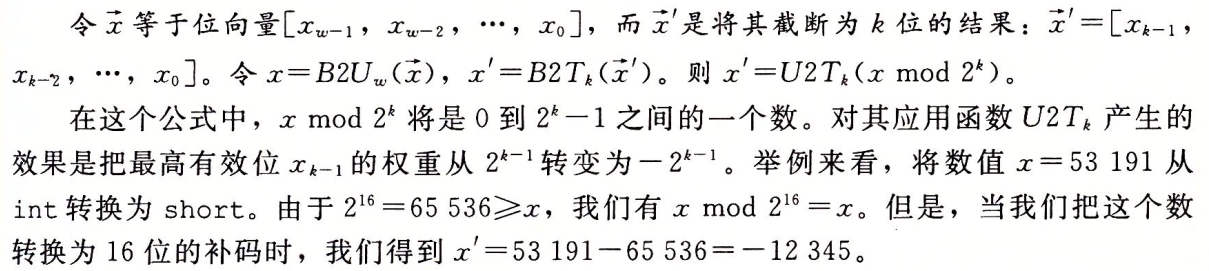 令 x⃗ 等于位向量[x_{w-1}，x_{w-2}，…，x_0]，而 x⃗′是将其截断为 k 位的结果：x⃗′=[x_{k-1}，
x_{k-2}，…，x_0]。令 x=B2U_w(x⃗)，x′=B2T_k(x⃗′)。则 x′=U2T_k(x mod 2^k)。
在这个公式中，x mod 2^k 将是 0 到 2^k-1 之间的一个数。对其应用函数 U2T_k 产生的
效果是把最高有效位 x_{k-1} 的权重从 2^{k-1} 转变为-2^{k-1}。举例来看，将数值 x=53 191 从
int 转换为 short。由于 2^{16}=65 536≥x，我们有 x mod 2^{16}=x。但是，当我们把这个数
转换为 16 位的补码时，我们得到 x′=53 191-65 536=-12 345。